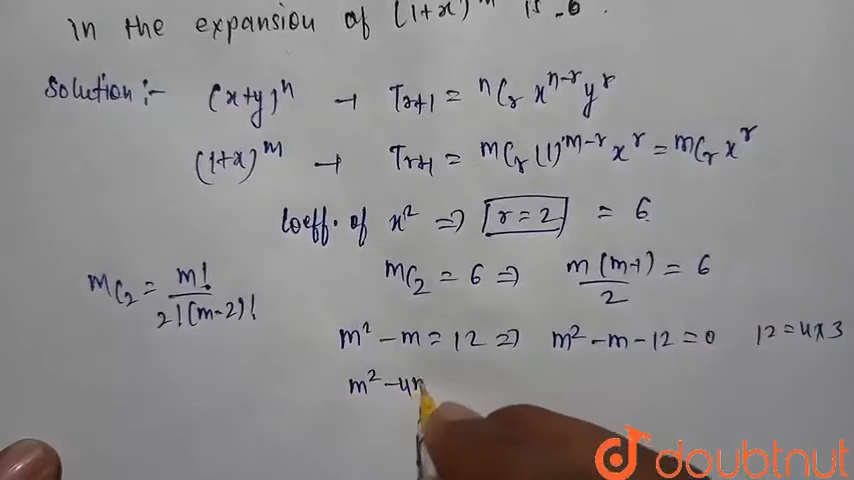 in the expansion of (1+x)^m is 6.
Solution:- (x+y)^n → T_{r+1} = ^nC_r x^{n-r} y^r
(1+x)^m → T_{r+1} = ^mC_r (1)^{m-r} x^r = ^mC_r x^r
Coeff. of x^2 => r=2 = 6
^mC_2 = m!/2!(m-2)! ^mC_2 = 6 => m(m-1)/2 = 6
m^2 - m = 12 => m^2 - m - 12 = 0 12 = 4x3
m^2 - 4m
doubtnut